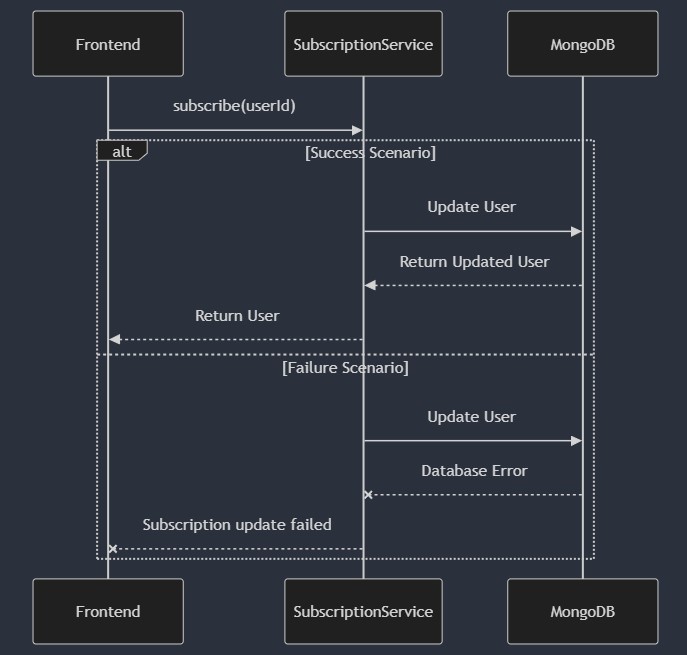 Frontend
SubscriptionService
MongoDB
subscribe(userId)
alt
[Success Scenario]
Update User
Return Updated User
Return User
[Failure Scenario]
Update User
Database Error
Subscription update failed
Frontend
SubscriptionService
MongoDB